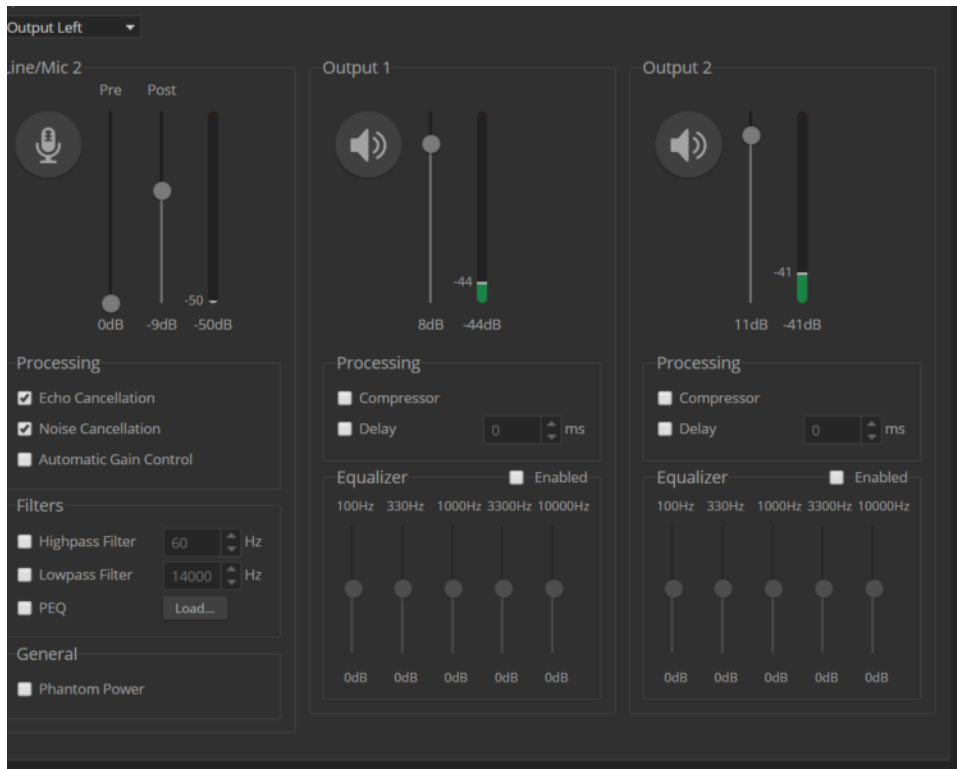 Output Left
Line/Mic 2
Pre Post
-50
0dB -9dB -50dB
Processing
Echo Cancellation
Noise Cancellation
Automatic Gain Control
Filters
Highpass Filter 60 Hz
Lowpass Filter 14000 Hz
PEQ Load...
General
Phantom Power
Output 1
-44
8dB -44dB
Processing
Compressor
Delay 0 ms
Equalizer Enabled
100Hz 330Hz 1000Hz 3300Hz 10000Hz
0dB 0dB 0dB 0dB 0dB
Output 2
-41
11dB -41dB
Processing
Compressor
Delay 0 ms
Equalizer Enabled
100Hz 330Hz 1000Hz 3300Hz 10000Hz
0dB 0dB 0dB 0dB 0dB